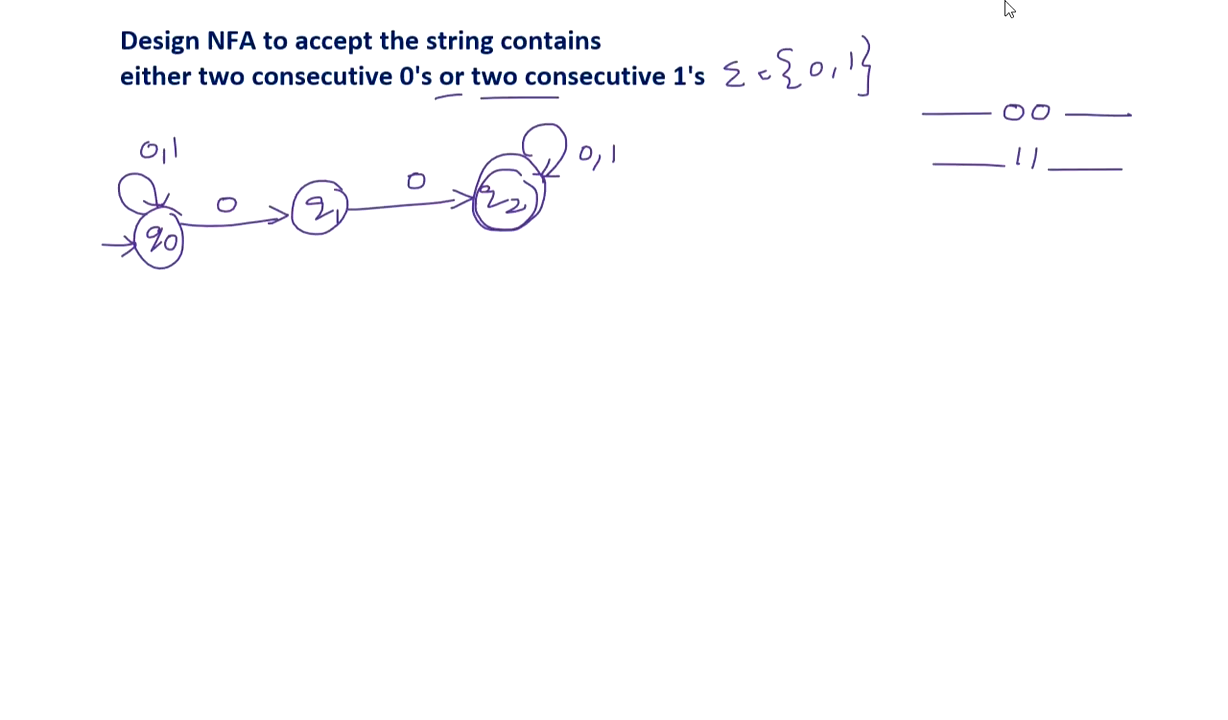 Design NFA to accept the string contains
either two consecutive 0's or two consecutive 1's Σ = {0,1}
00
11
0,1
0,1
0
0
q0
q1
q2